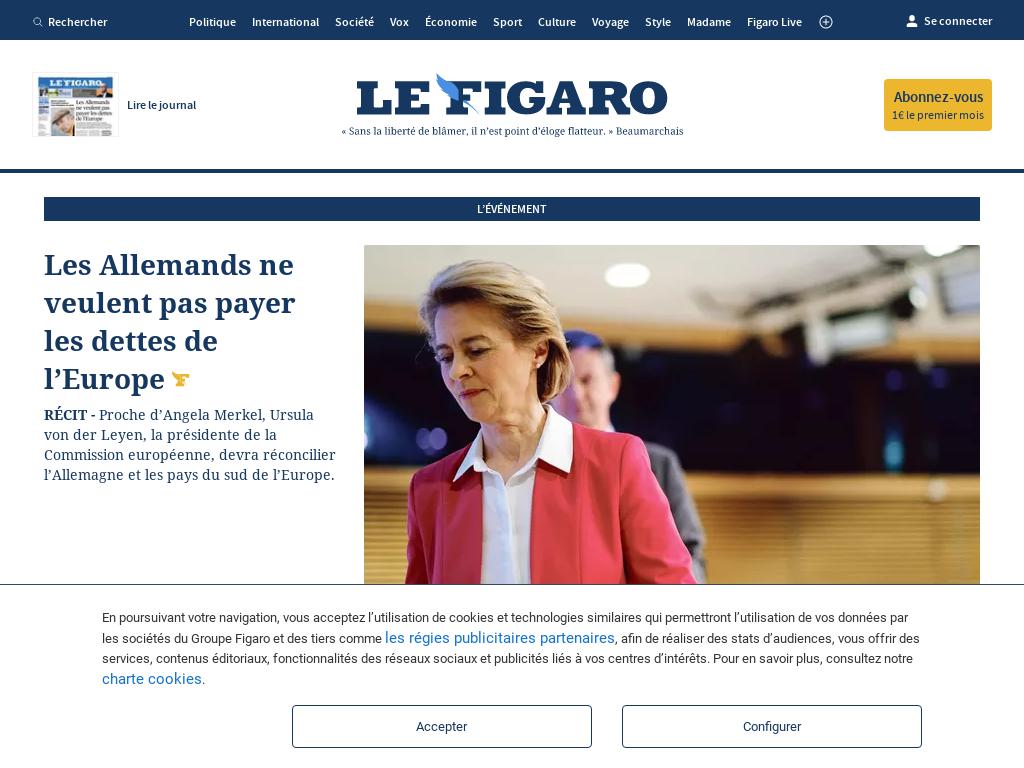 Rechercher
Politique International Société Vox Économie Sport Culture Voyage Style Madame Figaro Live
Se connecter
LE FIGARO
Les Allemands ne veulent pas payer les dettes de l'Europe
Lire le journal
LE FIGARO
« Sans la liberté de blâmer, il n'est point d'éloge flatteur. » Beaumarchais
Abonnez-vous
1€ le premier mois
L'ÉVÉNEMENT
Les Allemands ne
veulent pas payer
les dettes de
l'Europe
RÉCIT - Proche d'Angela Merkel, Ursula
von der Leyen, la présidente de la
Commission européenne, devra réconcilier
l'Allemagne et les pays du sud de l'Europe.
En poursuivant votre navigation, vous acceptez l'utilisation de cookies et technologies similaires qui permettront l'utilisation de vos données par
les sociétés du Groupe Figaro et des tiers comme les régies publicitaires partenaires, afin de réaliser des stats d'audiences, vous offrir des
services, contenus éditoriaux, fonctionnalités des réseaux sociaux et publicités liés à vos centres d'intérêts. Pour en savoir plus, consultez notre
charte cookies.
Accepter
Configurer